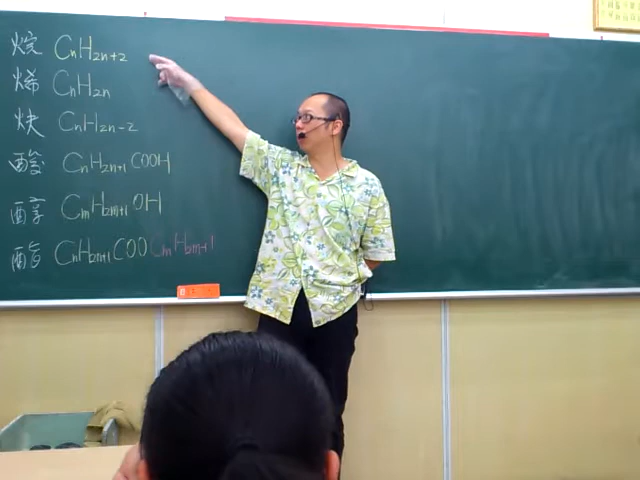 烷 CnH2n+2
烯 CnH2n
炔 CnH2n-2
酸 CnH2n+1COOH
醇 CmH2m+1OH
酯 CnH2n+1COOCmH2m+1